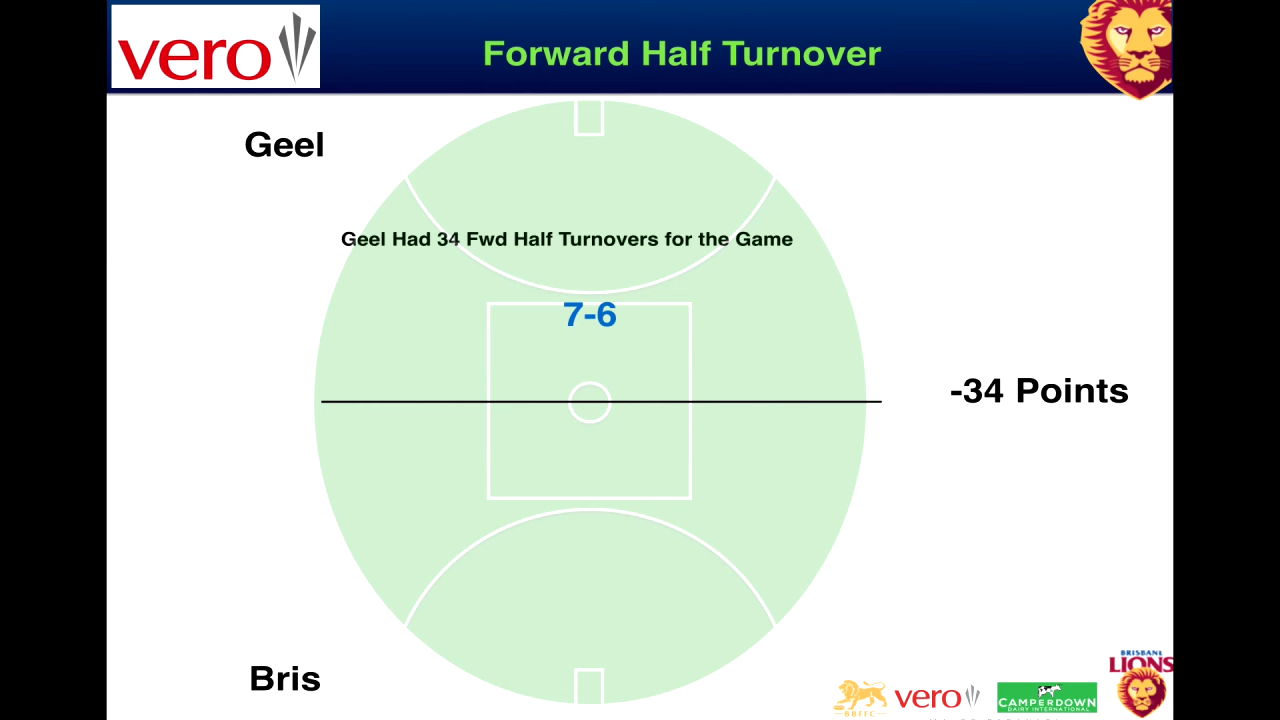 vero
Forward Half Turnover
Geel
Geel Had 34 Fwd Half Turnovers for the Game
7-6
-34 Points
Bris
BRISBANE
LIONS
BBFFC
vero
CAMPERDOWN
DAIRY INTERNATIONAL